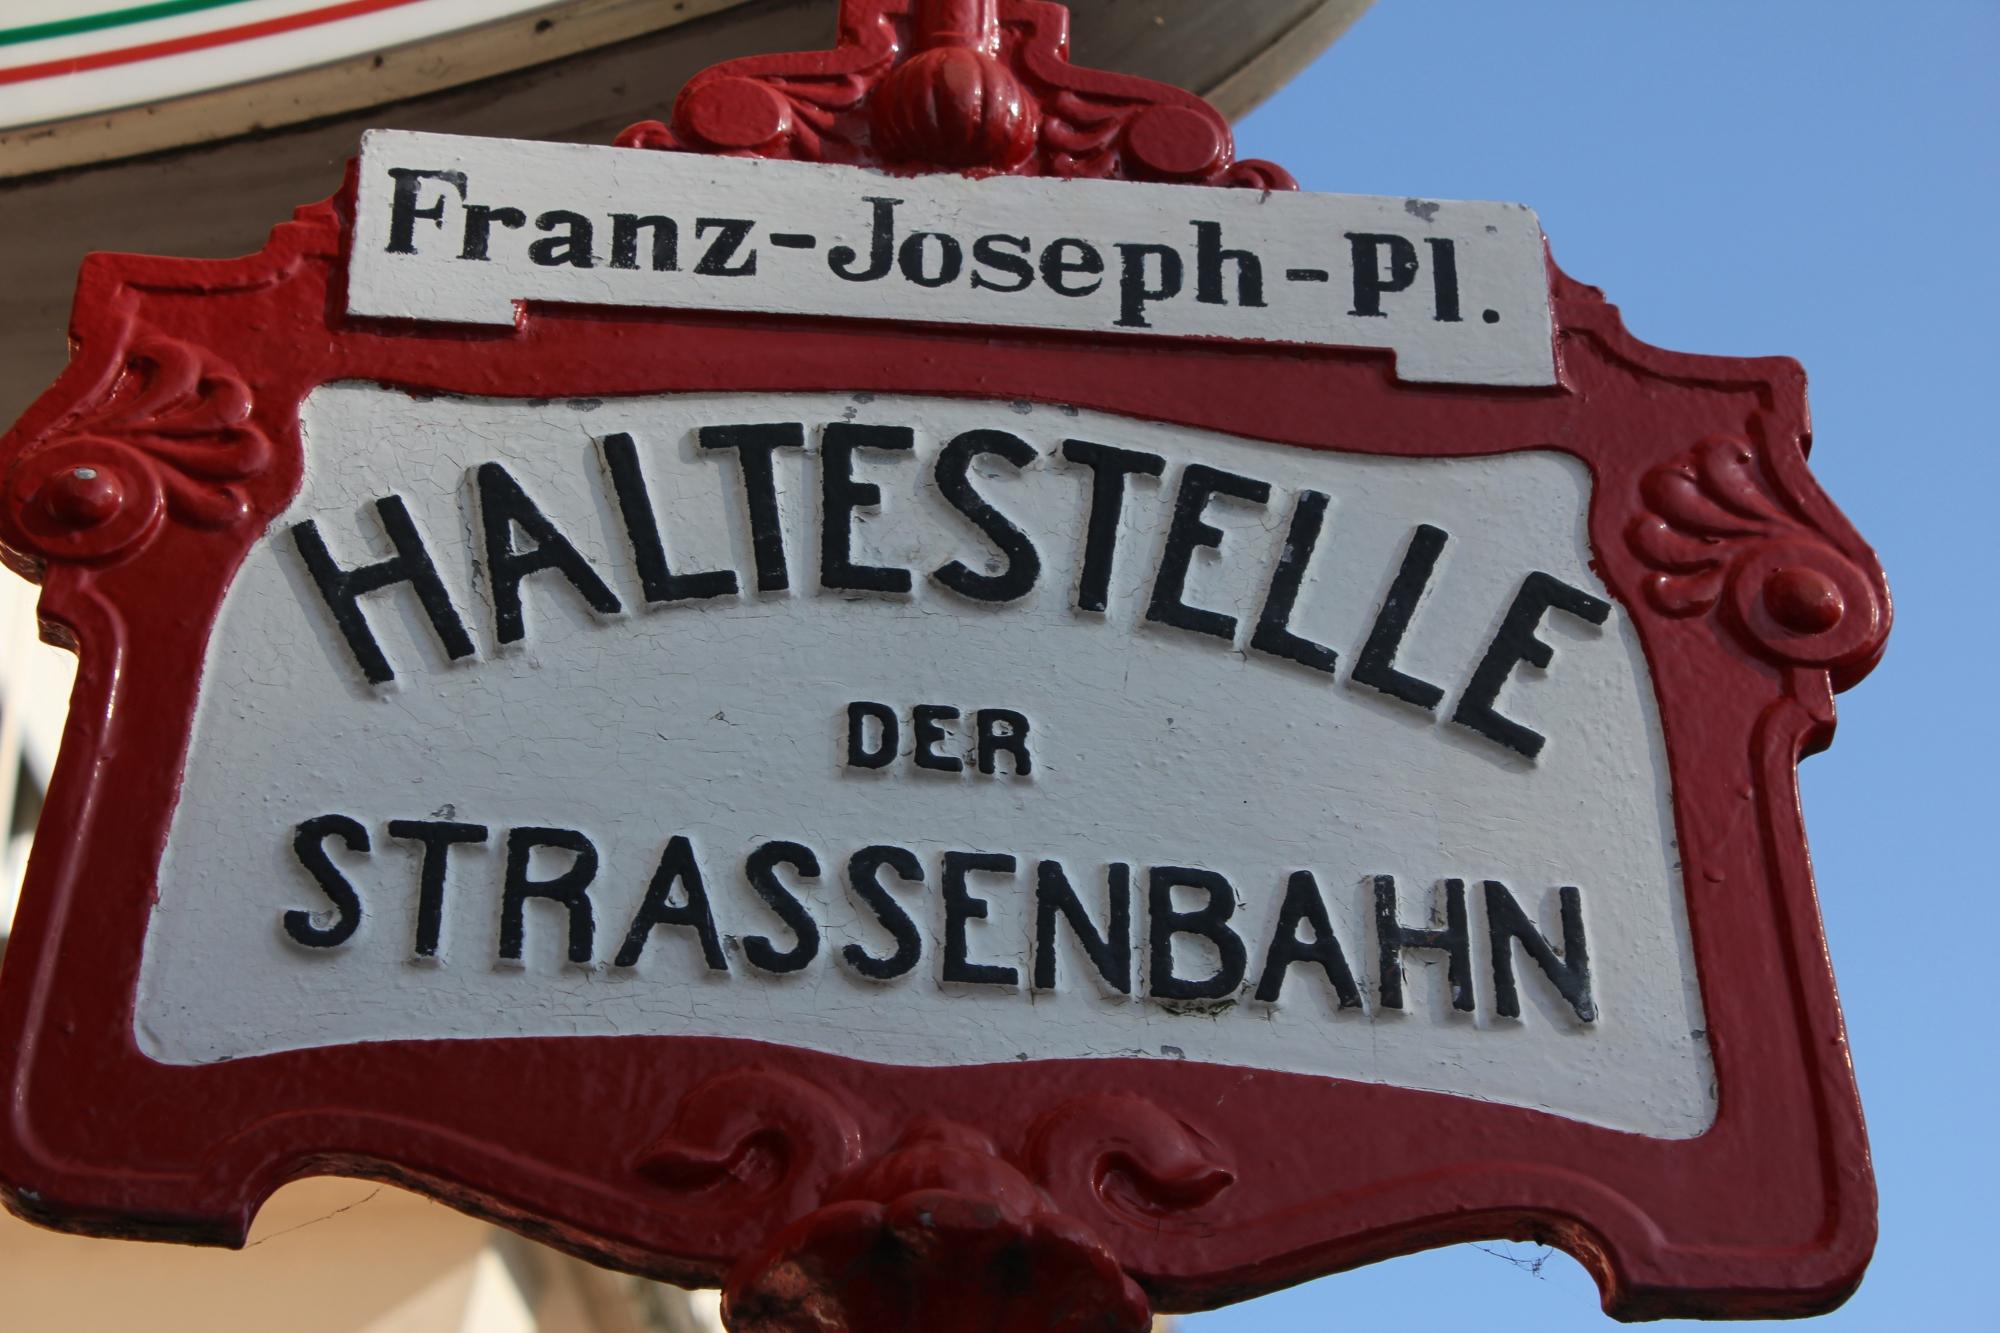 Franz-Joseph-Pl.
HALTESTELLE
DER
STRASSENBAHN